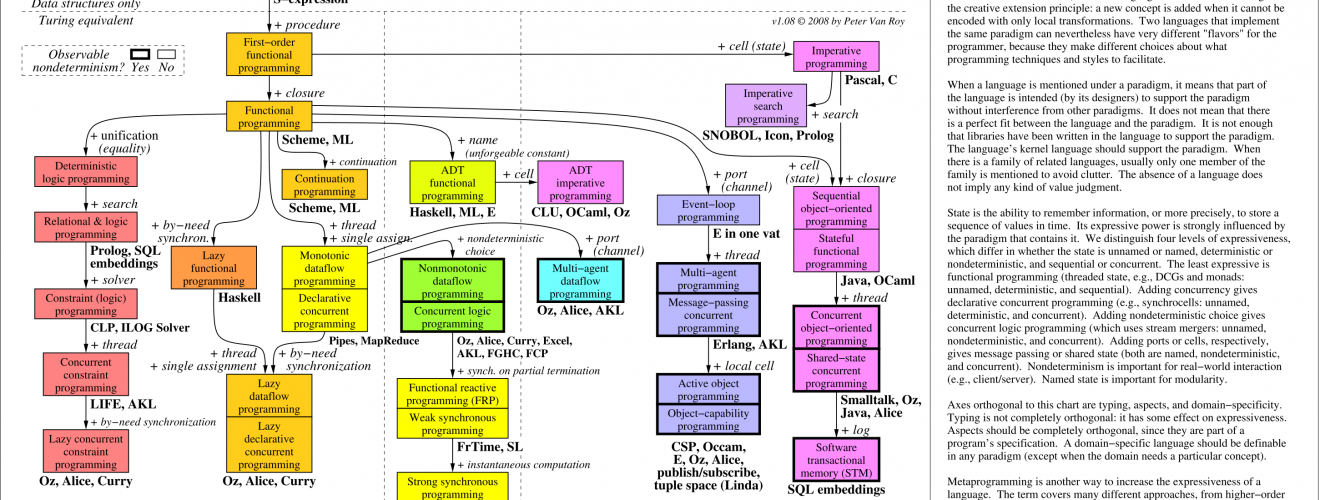 Data structures only
S−expression
Turing equivalent
+ procedure
v1.08 © 2008 by Peter Van Roy
Observable
nondeterminism? Yes No
First−order
functional
programming
+ cell (state)
Imperative
programming
Pascal, C
+ closure
Imperative
search
programming
+ search
SNOBOL, Icon, Prolog
Functional
programming
Scheme, ML
+ unification
(equality)
Deterministic
logic programming
+ continuation
Continuation
programming
Scheme, ML
+ name
(unforgeable constant)
ADT
functional
programming
Haskell, ML, E
+ cell
ADT
imperative
programming
CLU, OCaml, Oz
+ port
(channel)
Event−loop
programming
E in one vat
+ cell
(state)
+ closure
Sequential
object−oriented
programming
Stateful
functional
programming
Java, OCaml
+ search
Relational & logic
programming
Prolog, SQL
embeddings
+ by−need
synchron.
Lazy
functional
programming
Haskell
+ thread
+ single assign.
Monotonic
dataflow
programming
Declarative
concurrent
programming
Pipes, MapReduce
+ nondeterministic
choice
Nonmonotonic
dataflow
programming
Concurrent logic
programming
Oz, Alice, Curry, Excel,
AKL, FGHC, FCP
+ port
(channel)
Multi−agent
dataflow
programming
Oz, Alice, AKL
+ thread
Multi−agent
programming
Message−passing
concurrent
programming
Erlang, AKL
+ thread
Concurrent
object−oriented
programming
Shared−state
concurrent
programming
Smalltalk, Oz,
Java, Alice
+ solver
Constraint (logic)
programming
CLP, ILOG Solver
+ thread
Concurrent
constraint
programming
LIFE, AKL
+ by−need synchronization
Lazy concurrent
constraint
programming
Oz, Alice, Curry
+ thread
+ single assignment
+ by−need
synchronization
Lazy
dataflow
programming
Lazy
declarative
concurrent
programming
Oz, Alice, Curry
+ synch. on partial termination
Functional reactive
programming (FRP)
Weak synchronous
programming
FrTime, SL
+ instantaneous computation
Strong synchronous
programming
+ local cell
Active object
programming
Object−capability
programming
CSP, Occam,
E, Oz, Alice,
publish/subscribe,
tuple space (Linda)
+ log
Software
transactional
memory (STM)
SQL embeddings
the creative extension principle: a new concept is added when it cannot be
encoded with only local transformations. Two languages that implement
the same paradigm can nevertheless have very different "flavors" for the
programmer, because they make different choices about what
programming techniques and styles to facilitate.
When a language is mentioned under a paradigm, it means that part of
the language is intended (by its designers) to support the paradigm
without interference from other paradigms. It does not mean that there
is a perfect fit between the language and the paradigm. It is not enough
that libraries have been written in the language to support the paradigm.
The language's kernel language should support the paradigm. When
there is a family of related languages, usually only one member of the
family is mentioned to avoid clutter. The absence of a language does
not imply any kind of value judgment.
State is the ability to remember information, or more precisely, to store a
sequence of values in time. Its expressive power is strongly influenced by
the paradigm that contains it. We distinguish four levels of expressiveness,
which differ in whether the state is unnamed or named, deterministic or
nondeterministic, and sequential or concurrent. The least expressive is
functional programming (threaded state, e.g., DCGs and monads:
unnamed, deterministic, and sequential). Adding concurrency gives
declarative concurrent programming (e.g., synchrocells: unnamed,
deterministic, and concurrent). Adding nondeterministic choice gives
concurrent logic programming (which uses stream mergers: unnamed,
nondeterministic, and concurrent). Adding ports or cells, respectively,
gives message passing or shared state (both are named, nondeterministic,
and concurrent). Nondeterminism is important for real−world interaction
(e.g., client/server). Named state is important for modularity.
Axes orthogonal to this chart are typing, aspects, and domain−specificity.
Typing is not completely orthogonal: it has some effect on expressiveness.
Aspects should be completely orthogonal, since they are part of a
program's specification. A domain−specific language should be definable
in any paradigm (except when the domain needs a particular concept).
Metaprogramming is another way to increase the expressiveness of a
language. The term covers many different approaches, from higher−order